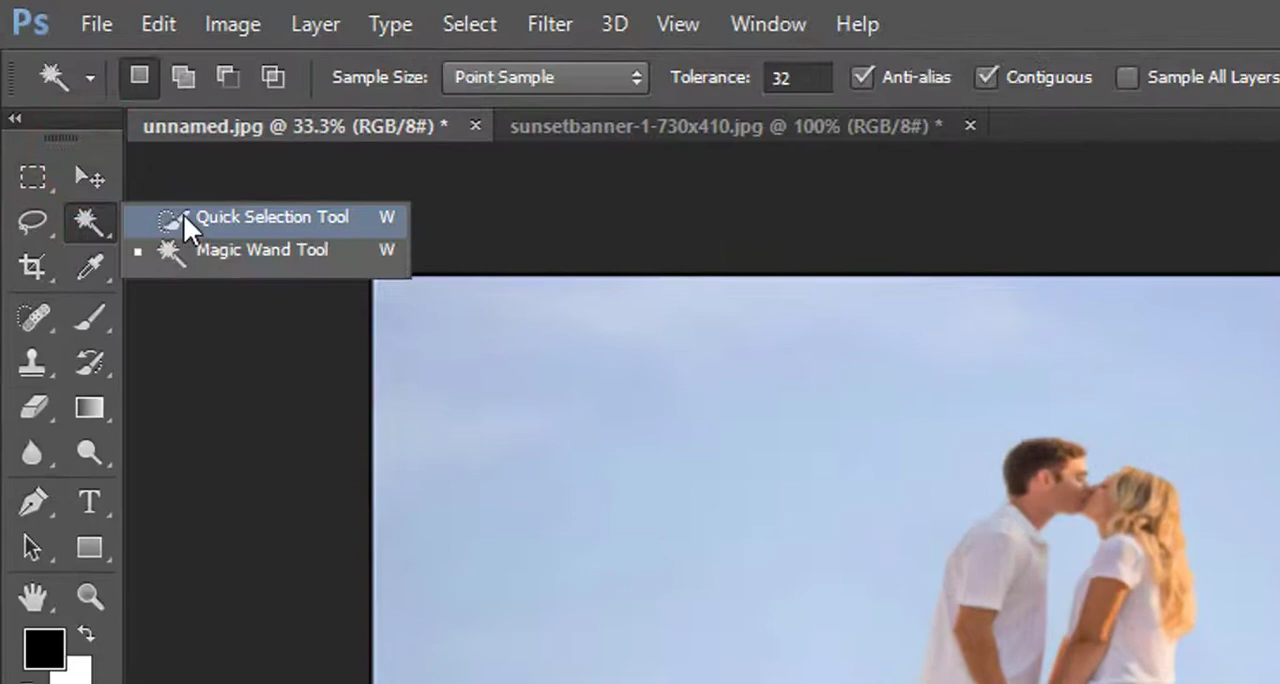 Ps File Edit Image Layer Type Select Filter 3D View Window Help
Sample Size: Point Sample Tolerance: 32 Anti-alias Contiguous Sample All Layers
unnamed.jpg @ 33.3% (RGB/8#) * × sunsetbanner-1-730x410.jpg @ 100% (RGB/8#) * ×
Quick Selection Tool W
Magic Wand Tool W
T